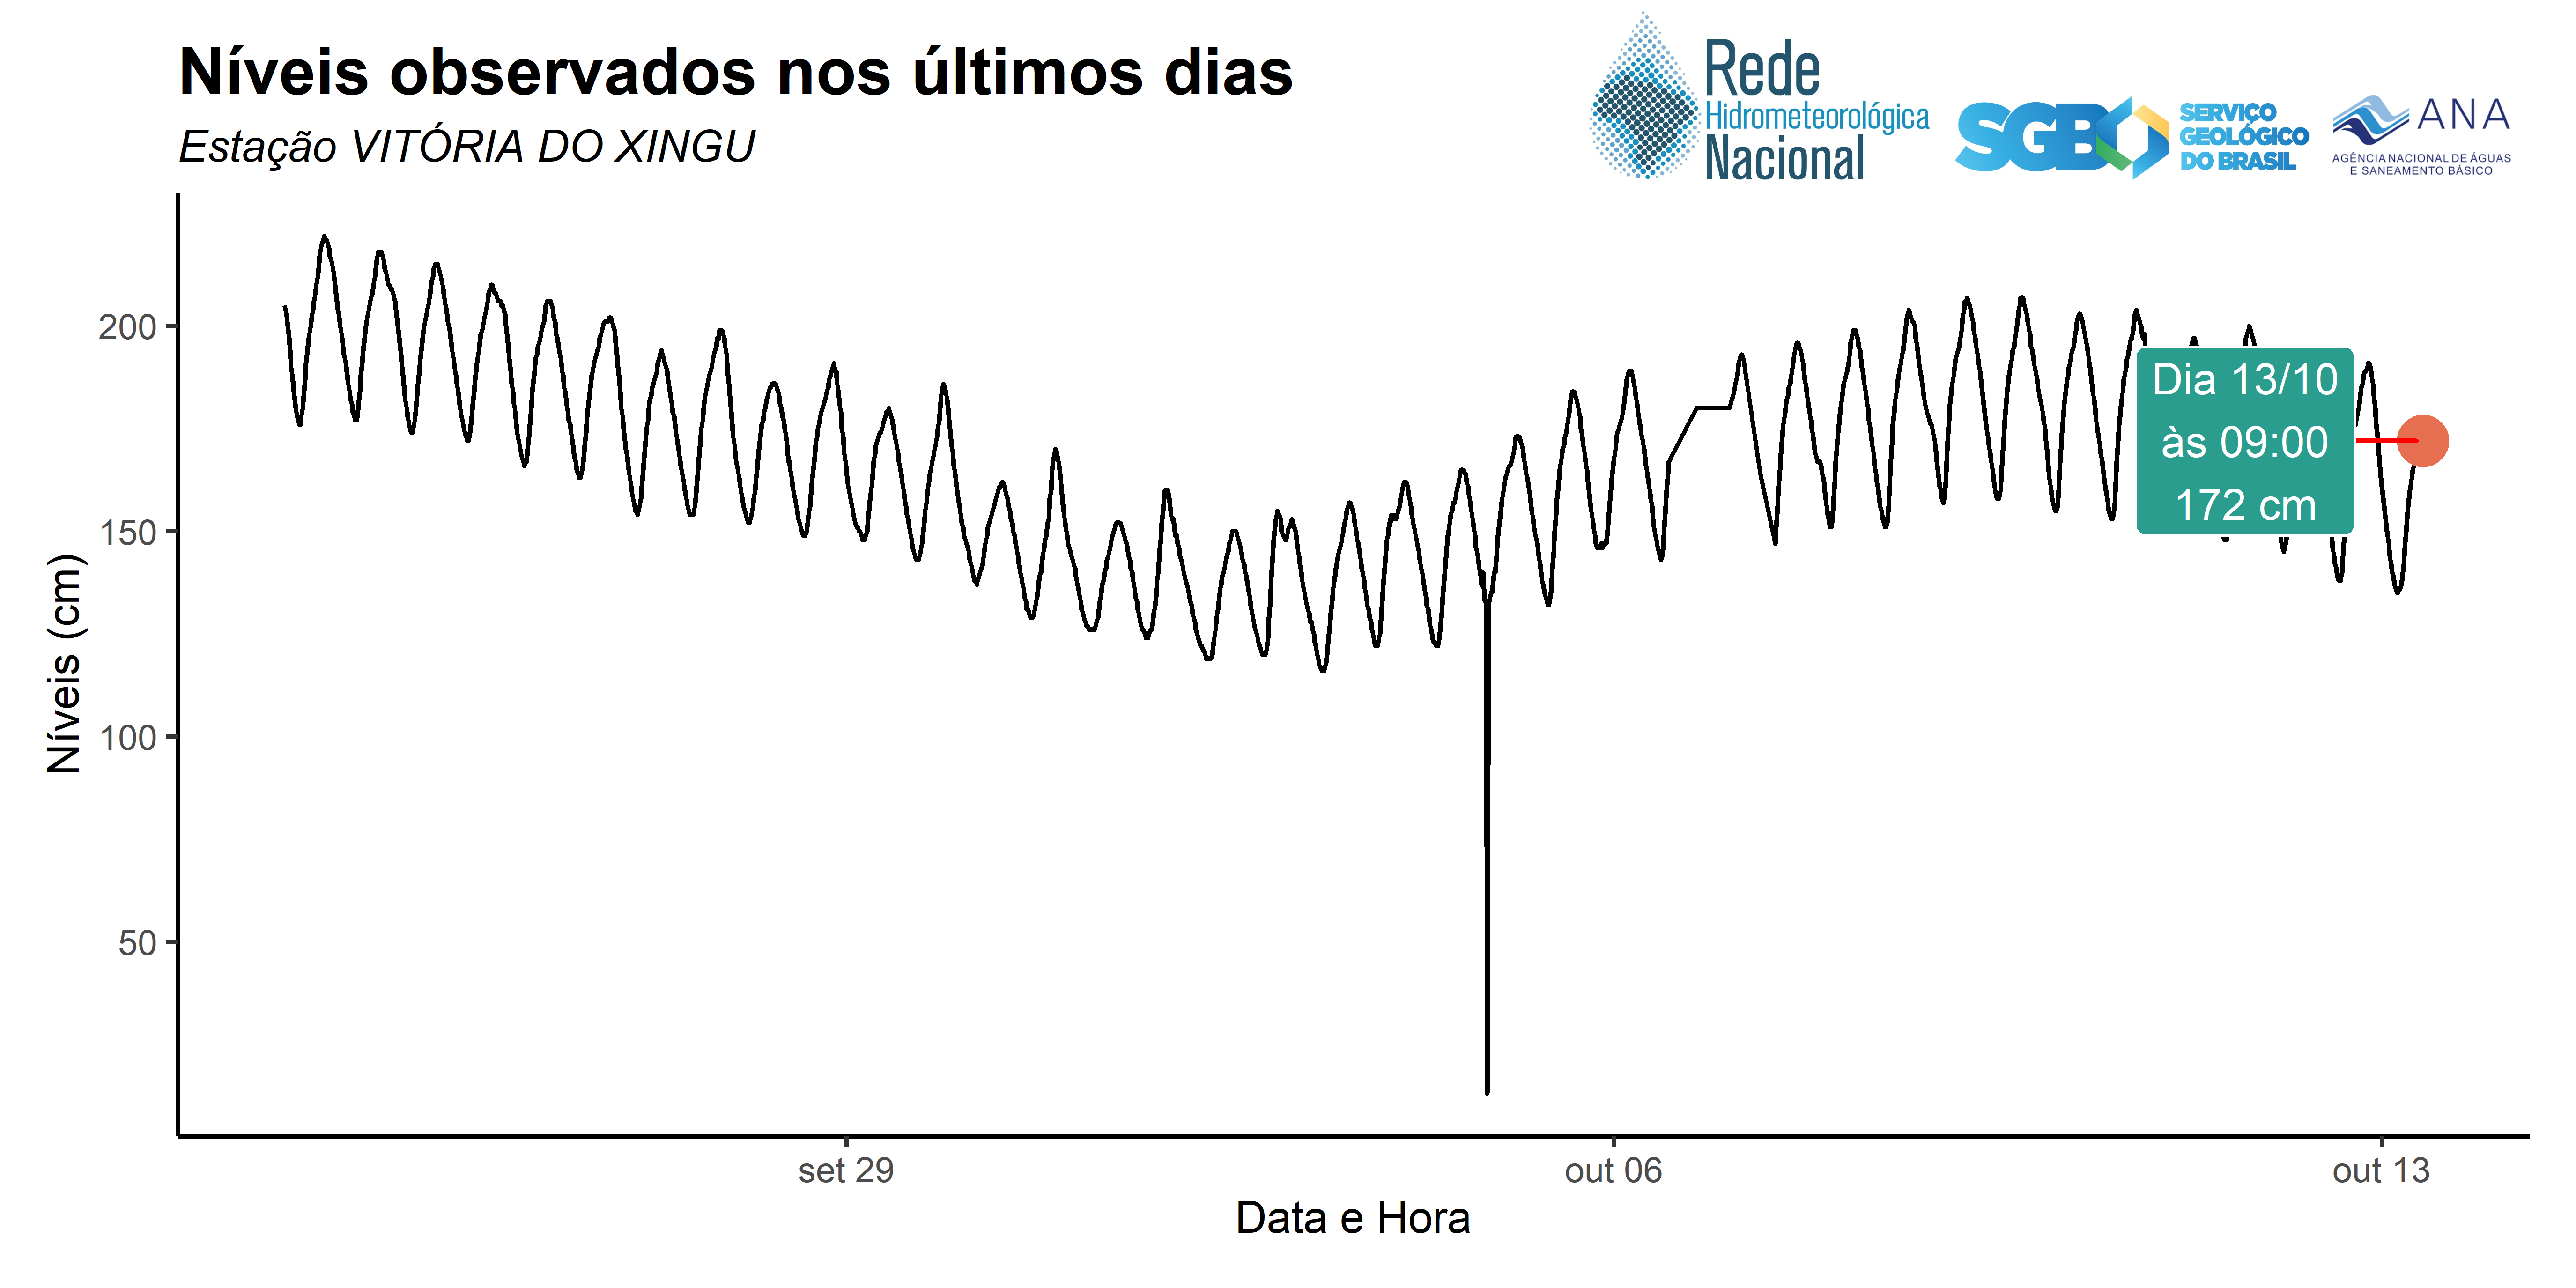 Níveis observados nos últimos dias
Estação VITÓRIA DO XINGU
Rede
Hidrometeorológica
Nacional
SGB
SERVIÇO
GEOLÓGICO
DO BRASIL
ANA
AGÊNCIA NACIONAL DE ÁGUAS
E SANEAMENTO BÁSICO
Níveis (cm)
200
150
100
50
Dia 13/10
às 09:00
172 cm
set 29
out 06
out 13
Data e Hora